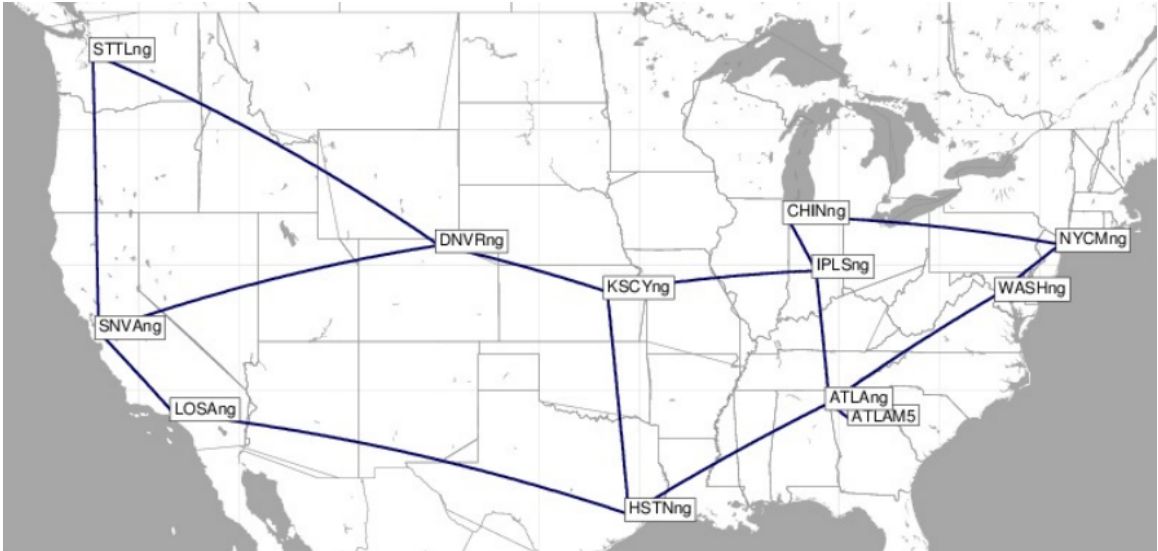 STTLng
CHINng
DNVRng
NYCMng
IPLSng
KSCYng
WASHng
SNVAng
LOSAng
ATLAng
ATLAM5
HSTNng